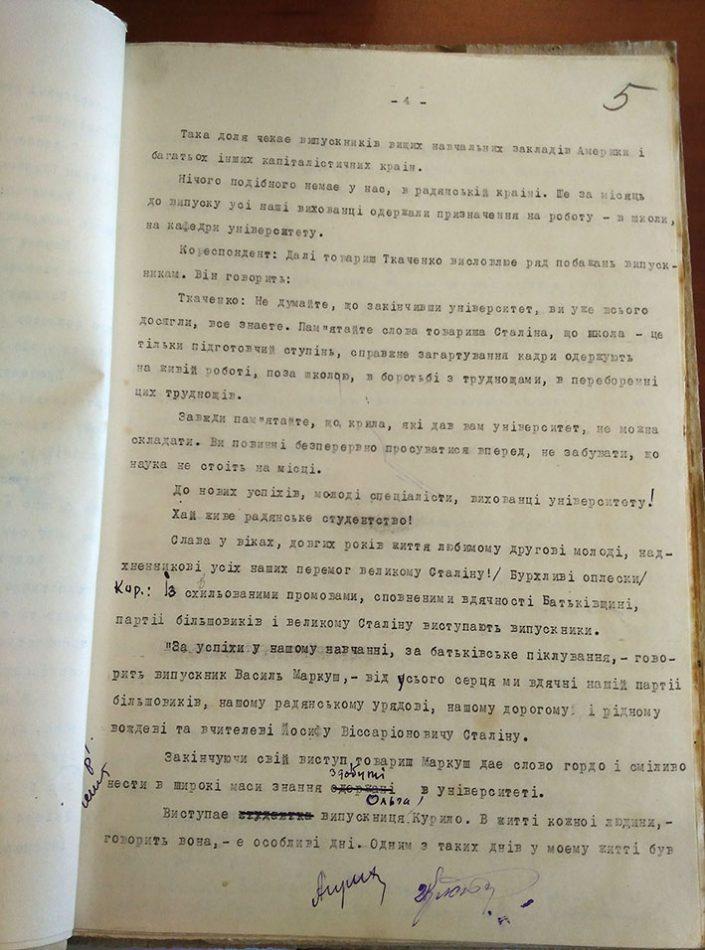 - 4 -
5
Така доля чекає випускників вищих навчальних закладів Америки і
багатьох інших капіталістичних країн.
Нічого подібного немає у нас, в радянській країні. Ще за місяць
до випуску усі наші вихованці одержали призначення на роботу - в школи,
на кафедри університету.
Кореспондент: Далі товариш Ткаченко висловлює ряд побажань випуск-
никам. Він говорить:
Ткаченко: Не думайте, що закінчивши університет, ви уже всього
досягли, все знаєте. Пам"ятайте слова товариша Сталіна, що школа - це
тільки підготовчий ступінь, справжнє загартування кадри одержують
на живій роботі, поза школою, в боротьбі з труднощами, в переборенні
цих труднощів.
Завжди пам"ятайте, що крила, які дав вам університет, не можна
складати. Ви повинні безперервно просуватися вперед, не забувати, що
наука не стоїть на місці.
До нових успіхів, молоді спеціалісти, вихованці університету!
Хай живе радянське студентство!
Слава у віках, довгих років життя любимому другові молоді, над-
хненникові усіх наших перемог великому Сталіну!/ Бурхливі оплески/
Кор.: Із схвильованими промовами, сповненими вдячності Батьківщині,
партії більшовиків і великому Сталіну виступають випускники.
"За успіхи у нашому навчанні, за батьківське піклування,- гово-
рить випускник Василь Маркуш,- від усього серця ми вдячні нашій партії
більшовиків, нашому радянському урядові, нашому дорогому і рідному
вождеві та вчителеві Йосифу Віссаріоновичу Сталіну.
Закінчуючи свій виступ, товариш Маркуш дає слово гордо і сміливо
здобуті
нести в широкі маси знання одержані в університеті.
Ольга
Виступає студентка випускниця Курило. В житті кожної людини,-
говорить вона,- є особливі дні. Одним з таких днів у моєму житті був